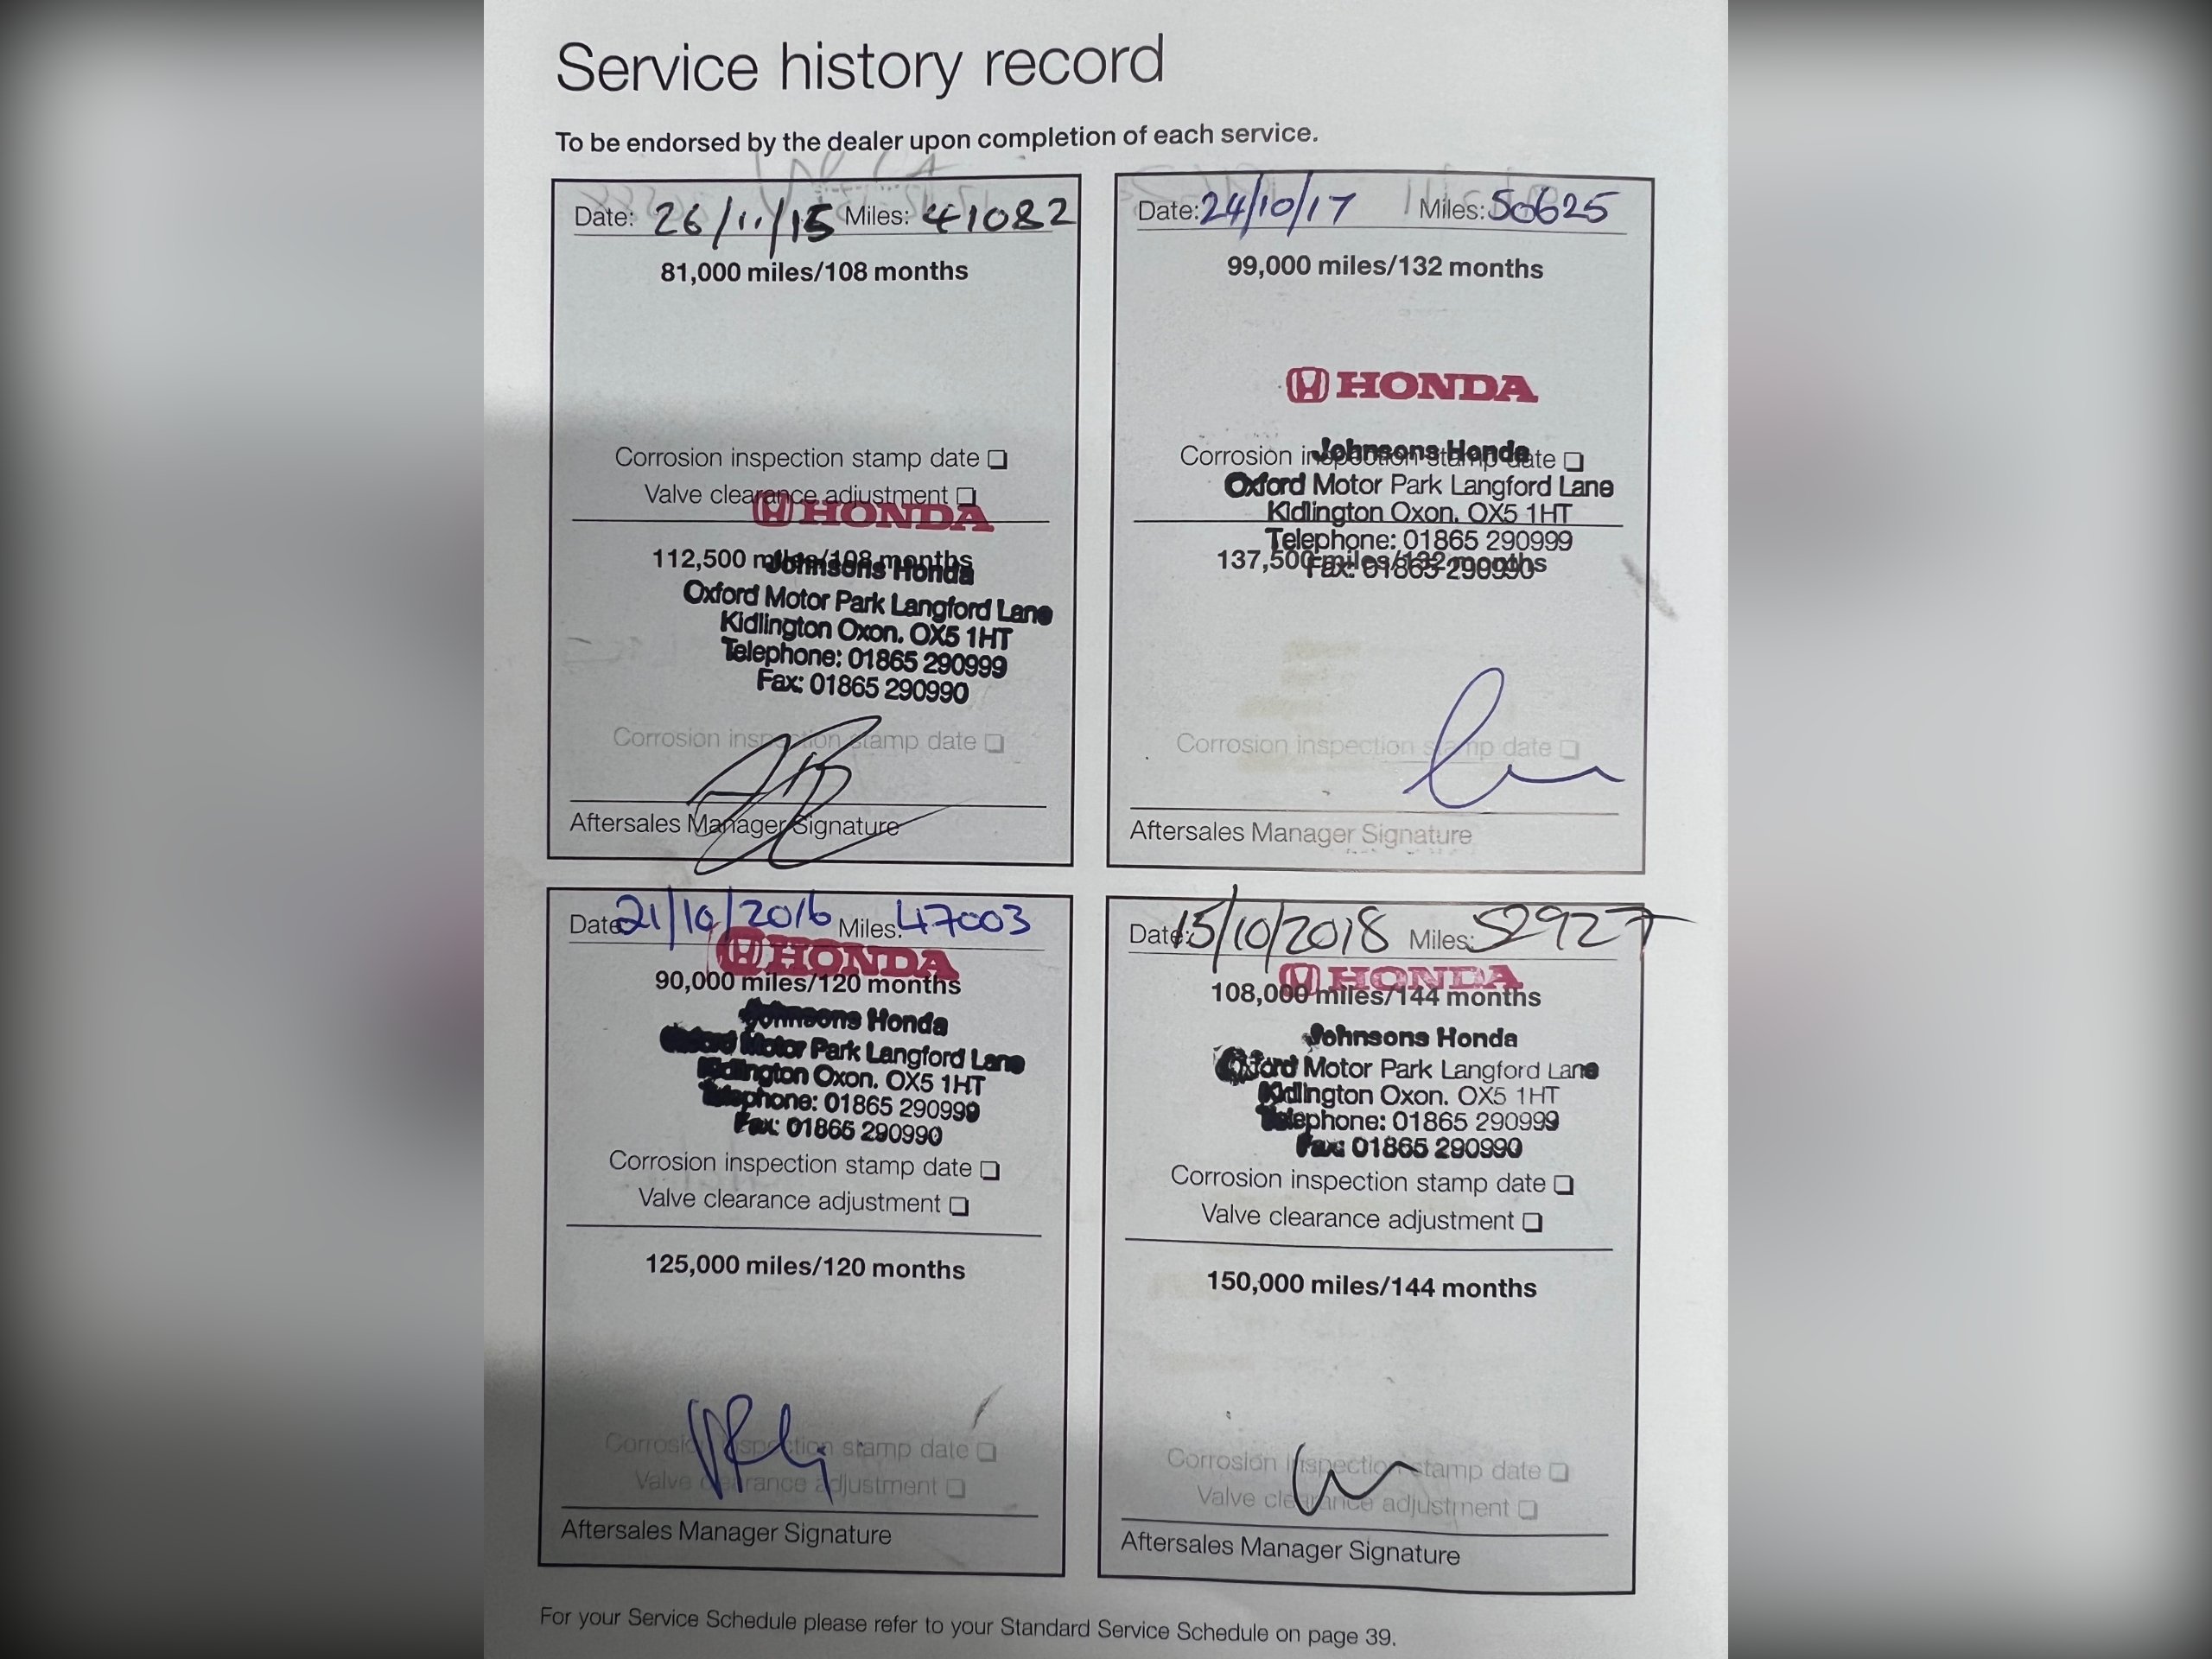 Service history record
To be endorsed by the dealer upon completion of each service.
Date: 26/11/15 Miles: 41082
81,000 miles/108 months
Corrosion inspection stamp date
Valve clearance adjustment
HONDA
112,500 miles/108 months
Johnsons Honda
Oxford Motor Park Langford Lane
Kidlington Oxon. OX5 1HT
Telephone: 01865 290999
Fax: 01865 290990
Corrosion inspection stamp date
Aftersales Manager Signature
Date: 24/10/17 Miles: 50625
99,000 miles/132 months
HONDA
Johnsons Honda
Corrosion inspection stamp date
Oxford Motor Park Langford Lane
Kidlington Oxon. OX5 1HT
Telephone: 01865 290999
137,500 miles/132 months
Fax: 01865 290990
Corrosion inspection stamp date
Aftersales Manager Signature
Date: 21/10/2016 Miles: 47003
HONDA
90,000 miles/120 months
Johnsons Honda
Oxford Motor Park Langford Lane
Kidlington Oxon. OX5 1HT
Telephone: 01865 290999
Fax: 01865 290990
Corrosion inspection stamp date
Valve clearance adjustment
125,000 miles/120 months
Corrosion inspection stamp date
Valve clearance adjustment
Aftersales Manager Signature
Date: 15/10/2018 Miles: 52927
HONDA
108,000 miles/144 months
Johnsons Honda
Oxford Motor Park Langford Lane
Kidlington Oxon. OX5 1HT
Telephone: 01865 290999
Fax: 01865 290990
Corrosion inspection stamp date
Valve clearance adjustment
150,000 miles/144 months
Corrosion inspection stamp date
Valve clearance adjustment
Aftersales Manager Signature
For your Service Schedule please refer to your Standard Service Schedule on page 39.